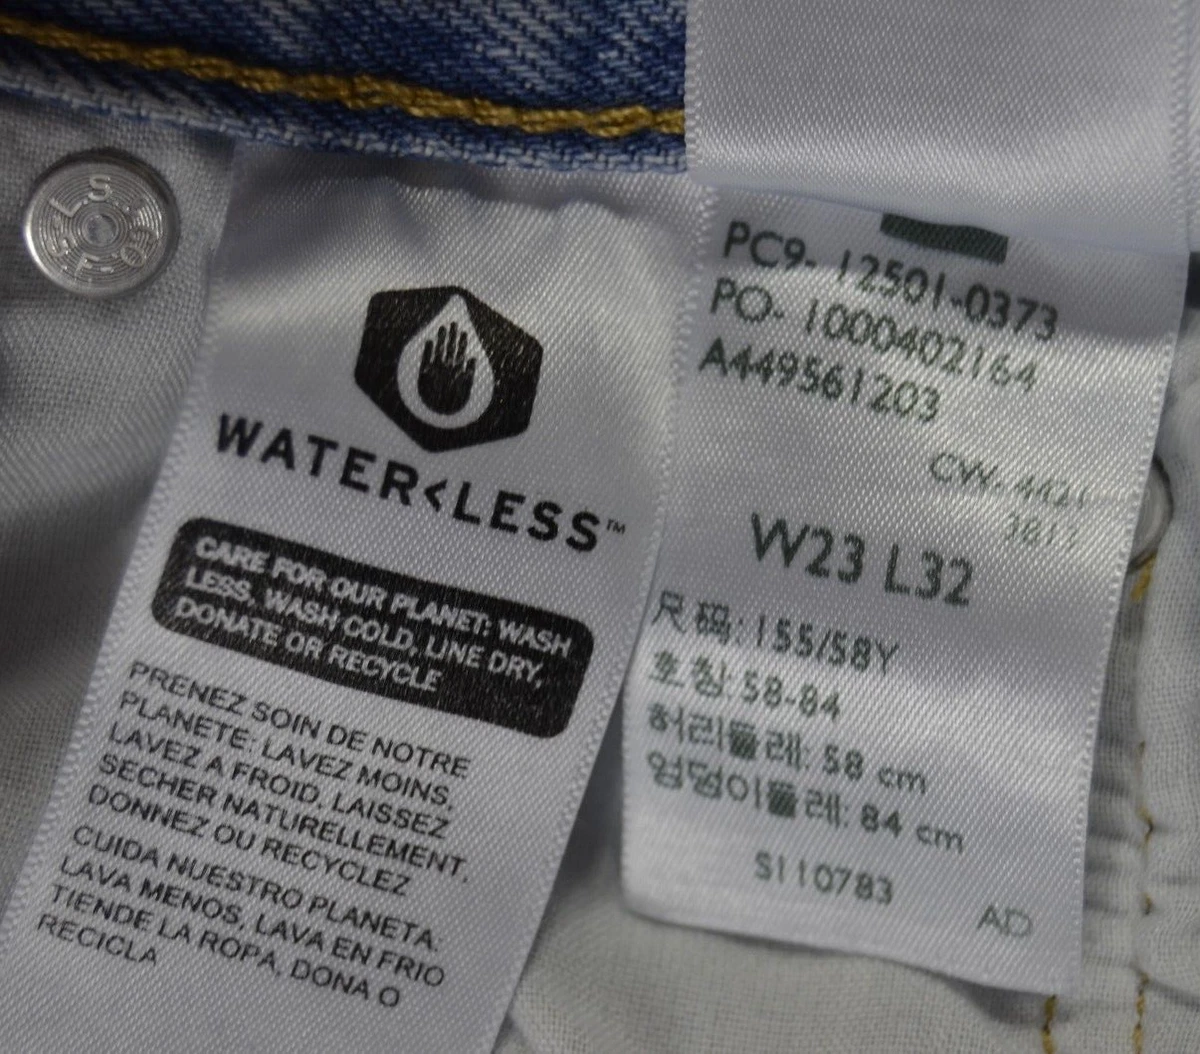 LS
WATER<LESS™
CARE FOR OUR PLANET: WASH
LESS, WASH COLD, LINE DRY,
DONATE OR RECYCLE
PRENEZ SOIN DE NOTRE
PLANETE: LAVEZ MOINS,
LAVEZ A FROID, LAISSEZ
SECHER NATURELLEMENT.
DONNEZ OU RECYCLEZ
CUIDA NUESTRO PLANETA:
LAVA MENOS, LAVA EN FRIO
TIENDE LA ROPA, DONA O
RECICLA
PC9- 12501-0373
PO- 1000402164
A449561203
CW-
W23 L32
尺码: 155/58Y
호칭: 58-84
허리둘레: 58 cm
엉덩이둘레: 84 cm
S110783
AD